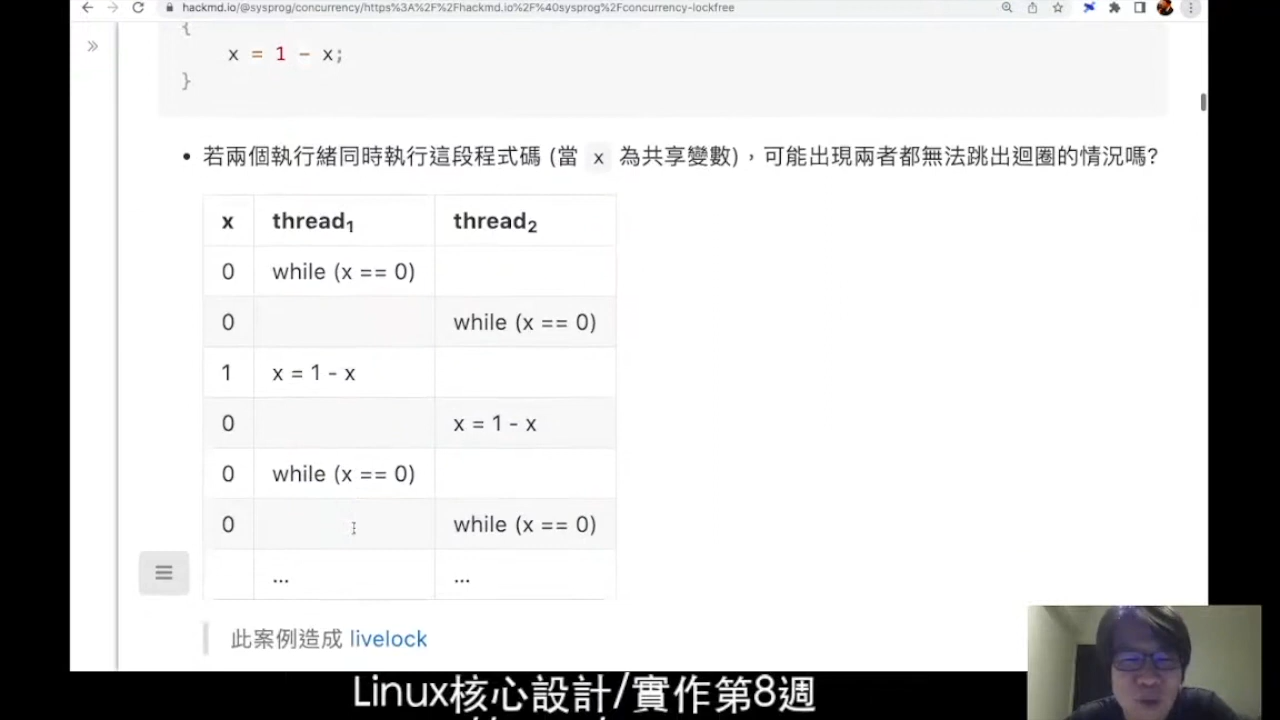 hackmd.io/@sysprog/concurrency/https%3A%2F%2Fhackmd.io%2F%40sysprog%2Fconcurrency-lockfree
{
x = 1 - x;
}
• 若兩個執行緒同時執行這段程式碼 (當 x 為共享變數)，可能出現兩者都無法跳出迴圈的情況嗎?
x thread₁ thread₂
0 while (x == 0)
0 while (x == 0)
1 x = 1 - x
0 x = 1 - x
0 while (x == 0)
0 while (x == 0)
... ...
此案例造成 livelock
Linux核心設計/實作第8週